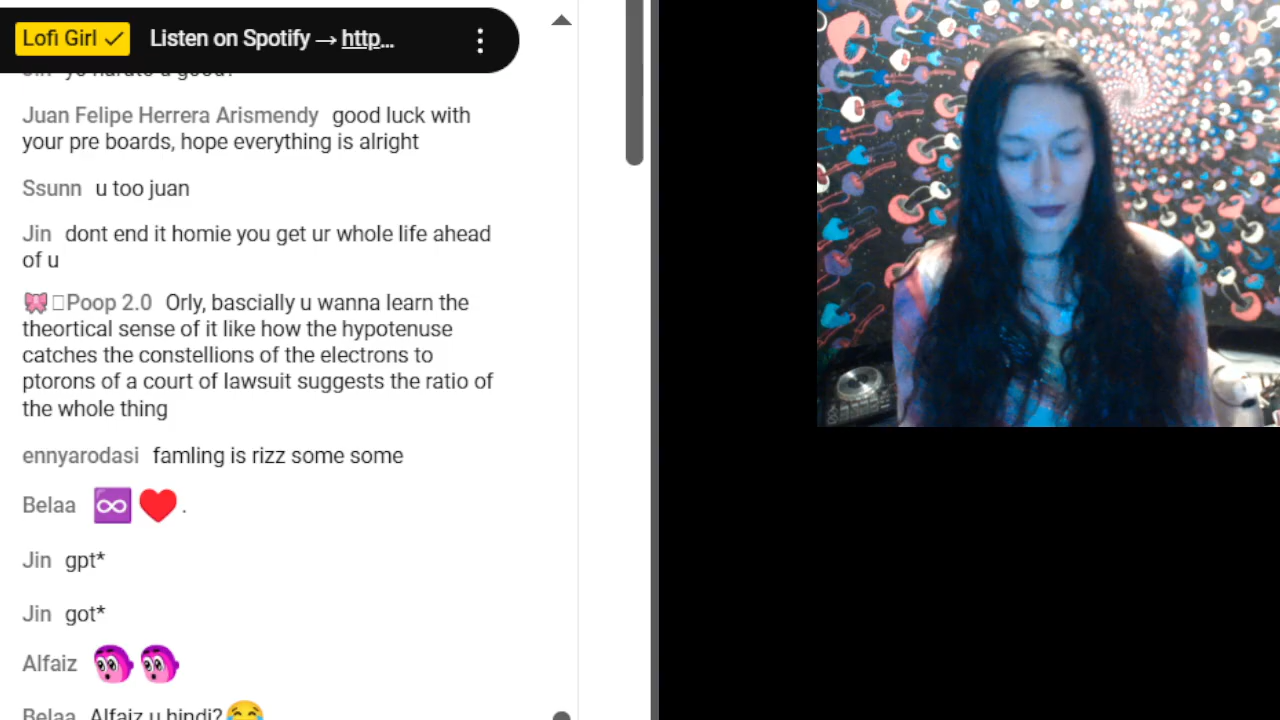 Lofi Girl ✓ Listen on Spotify → http...
Juan Felipe Herrera Arismendy good luck with
your pre boards, hope everything is alright
Ssunn u too juan
Jin dont end it homie you get ur whole life ahead
of u
🎀□Poop 2.0 Orly, bascially u wanna learn the
theortical sense of it like how the hypotenuse
catches the constellions of the electrons to
ptorons of a court of lawsuit suggests the ratio of
the whole thing
ennyarodasi famling is rizz some some
Belaa ♾️❤️.
Jin gpt*
Jin got*
Alfaiz
Belaa Alfaiz u hindi?😂